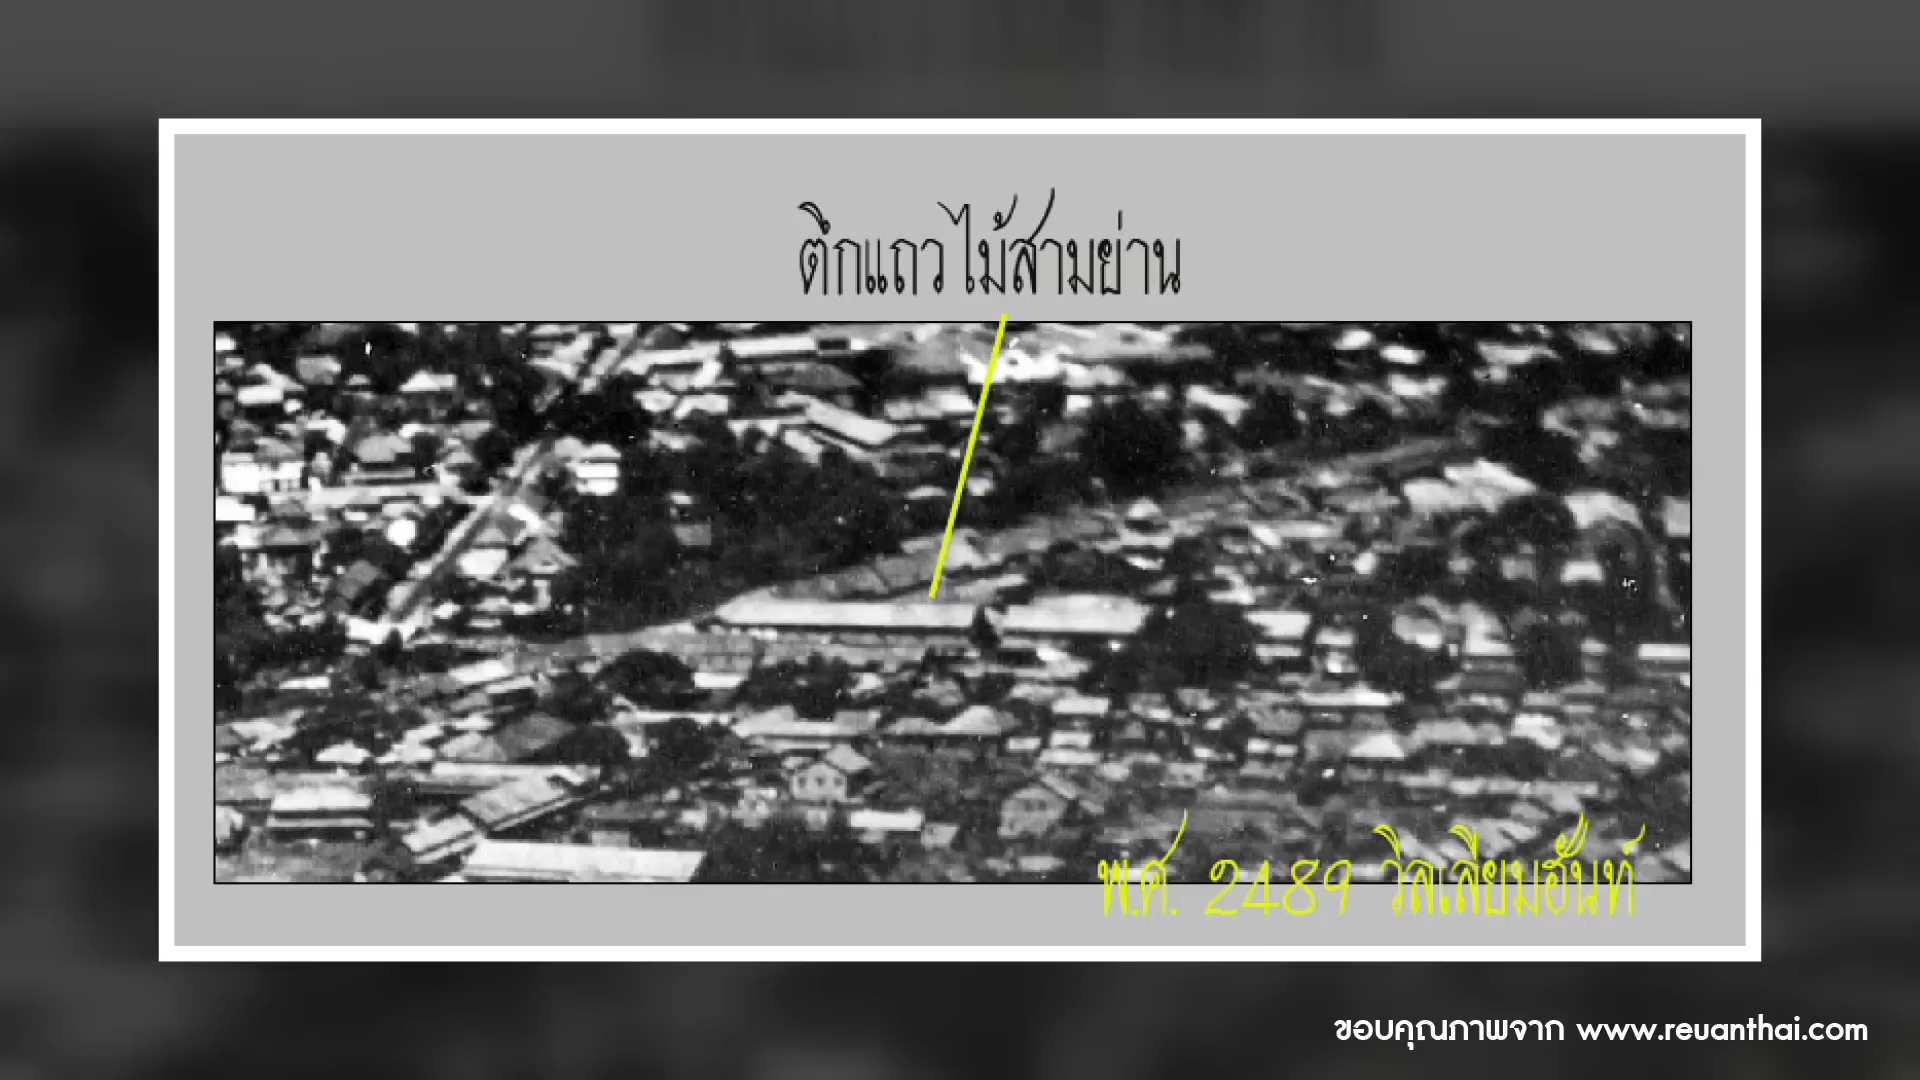 ตึกแถวไม้สามย่าน
พ.ศ. 2489 วิลเลียมฮันท์
ขอบคุณภาพจาก www.reuanthai.com